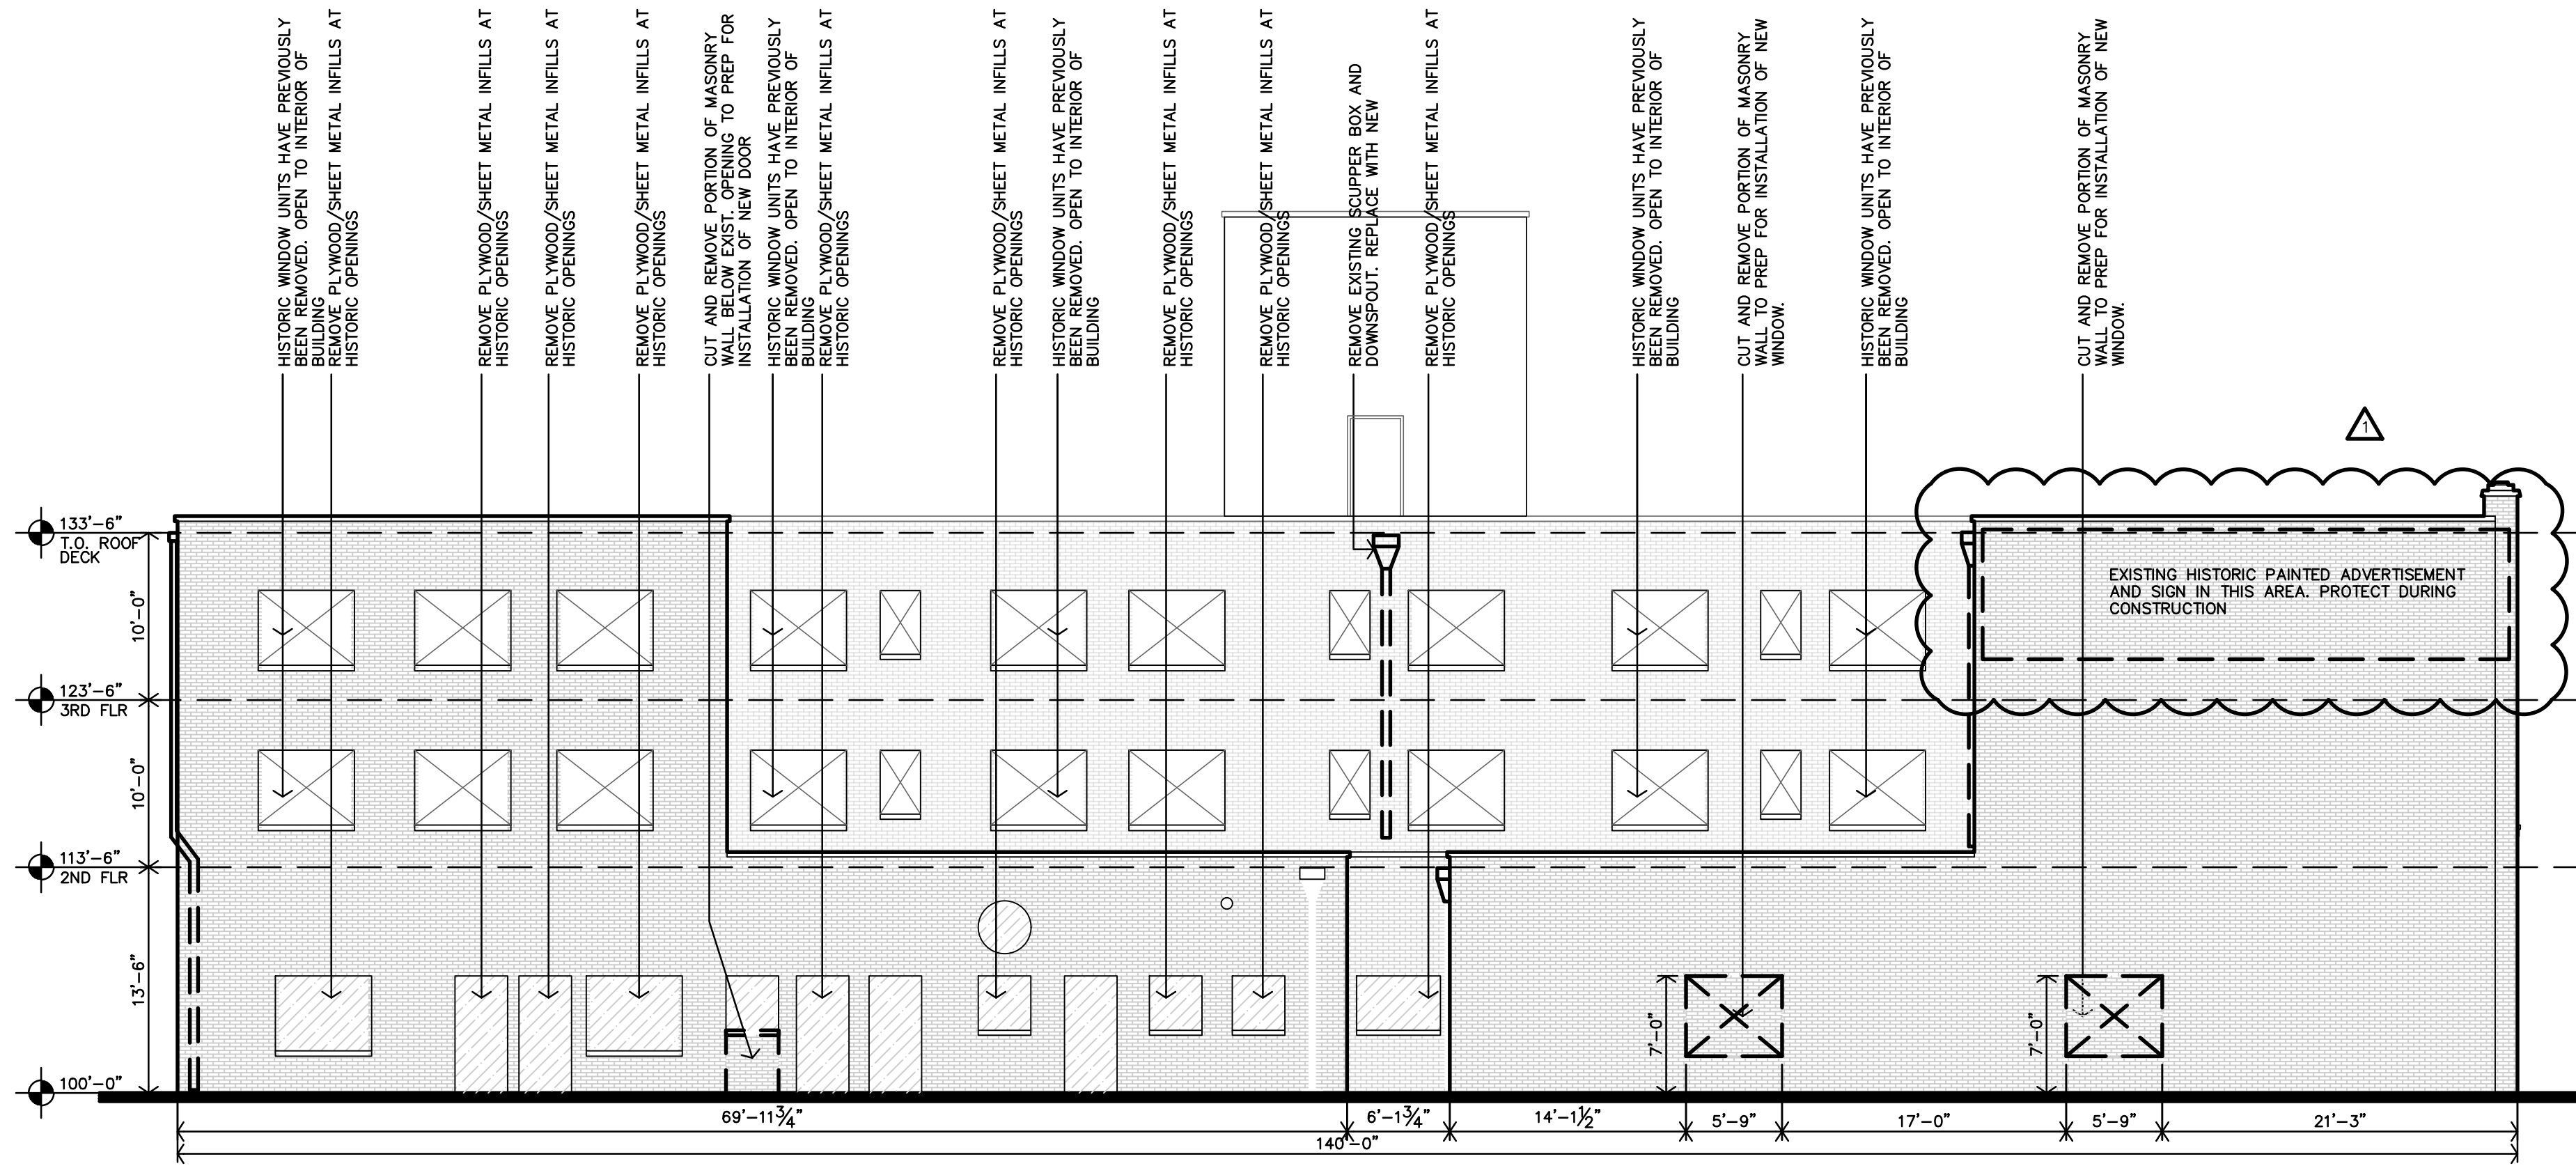 HISTORIC WINDOW UNITS HAVE PREVIOUSLY
BEEN REMOVED. OPEN TO INTERIOR OF
BUILDING
REMOVE PLYWOOD/SHEET METAL INFILLS AT
HISTORIC OPENINGS
REMOVE PLYWOOD/SHEET METAL INFILLS AT
HISTORIC OPENINGS
REMOVE PLYWOOD/SHEET METAL INFILLS AT
HISTORIC OPENINGS
REMOVE PLYWOOD/SHEET METAL INFILLS AT
HISTORIC OPENINGS
CUT AND REMOVE PORTION OF MASONRY
WALL BELOW EXIST. OPENING TO PREP FOR
INSTALLATION OF NEW DOOR
HISTORIC WINDOW UNITS HAVE PREVIOUSLY
BEEN REMOVED. OPEN TO INTERIOR OF
BUILDING
REMOVE PLYWOOD/SHEET METAL INFILLS AT
HISTORIC OPENINGS
REMOVE PLYWOOD/SHEET METAL INFILLS AT
HISTORIC OPENINGS
HISTORIC WINDOW UNITS HAVE PREVIOUSLY
BEEN REMOVED. OPEN TO INTERIOR OF
BUILDING
REMOVE PLYWOOD/SHEET METAL INFILLS AT
HISTORIC OPENINGS
REMOVE PLYWOOD/SHEET METAL INFILLS AT
HISTORIC OPENINGS
REMOVE EXISTING SCUPPER BOX AND
DOWNSPOUT. REPLACE WITH NEW
REMOVE PLYWOOD/SHEET METAL INFILLS AT
HISTORIC OPENINGS
HISTORIC WINDOW UNITS HAVE PREVIOUSLY
BEEN REMOVED. OPEN TO INTERIOR OF
BUILDING
CUT AND REMOVE PORTION OF MASONRY
WALL TO PREP FOR INSTALLATION OF NEW
WINDOW.
HISTORIC WINDOW UNITS HAVE PREVIOUSLY
BEEN REMOVED. OPEN TO INTERIOR OF
BUILDING
CUT AND REMOVE PORTION OF MASONRY
WALL TO PREP FOR INSTALLATION OF NEW
WINDOW.
1
133'-6"
T.O. ROOF
DECK
10'-0"
EXISTING HISTORIC PAINTED ADVERTISEMENT
AND SIGN IN THIS AREA. PROTECT DURING
CONSTRUCTION
123'-6"
3RD FLR
10'-0"
113'-6"
2ND FLR
13'-6"
7'-0"
7'-0"
100'-0"
69'-11¾"
6'-1¾"
14'-1½"
5'-9"
17'-0"
5'-9"
21'-3"
140'-0"